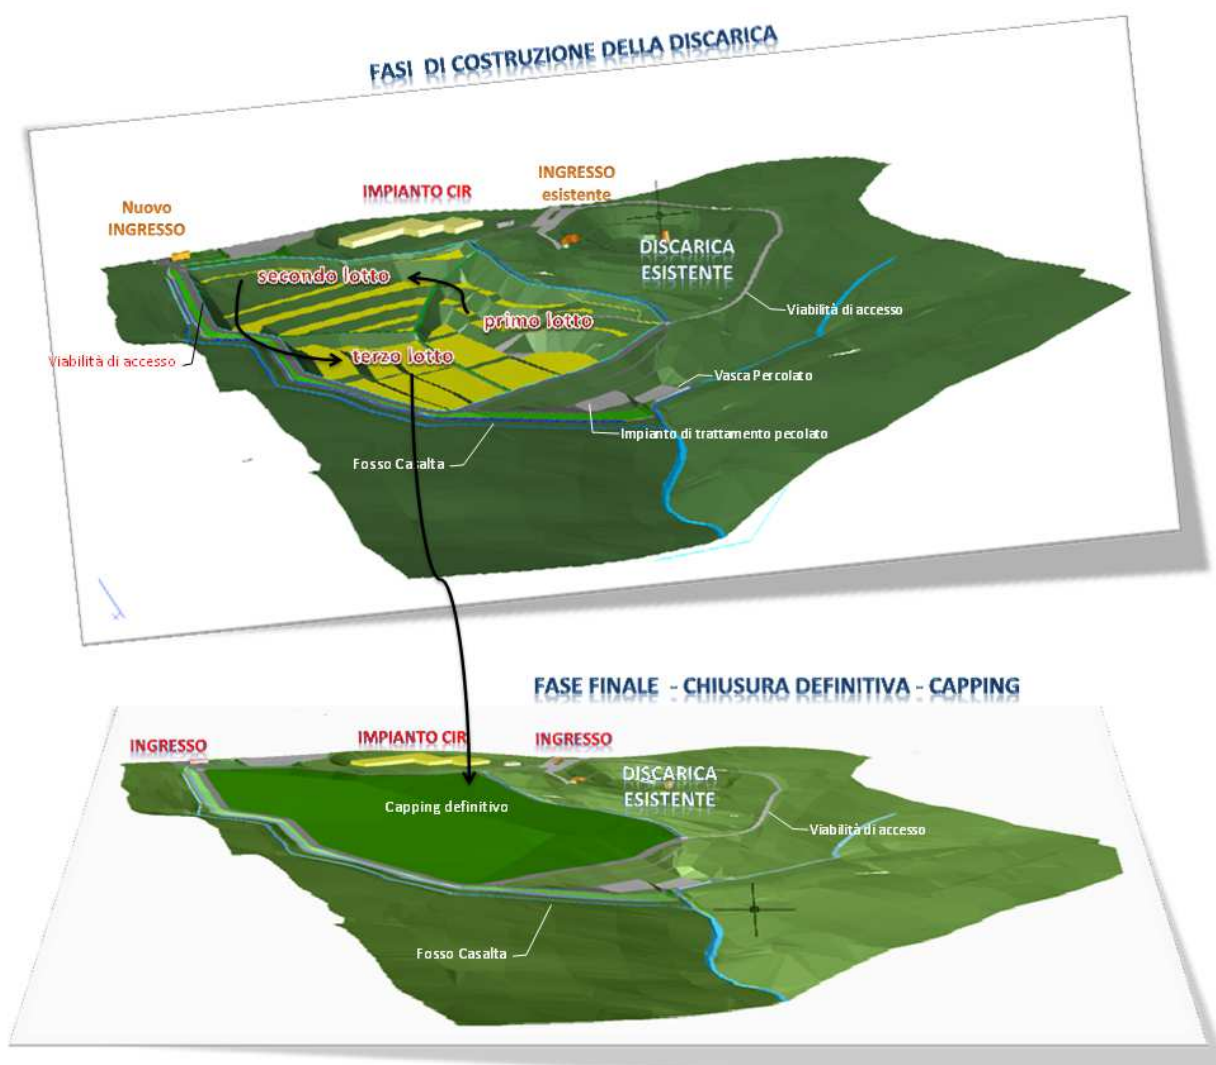 FASI DI COSTRUZIONE DELLA DISCARICA
INGRESSO
esistente
IMPIANTO CIR
Nuovo
INGRESSO
DISCARICA
ESISTENTE
secondo lotto
primo lotto
Viabilità di accesso
terzo lotto
Viabilità di accesso
Vasca Percolato
Impianto di trattamento pecolato
Fosso Casalta
FASE FINALE - CHIUSURA DEFINITIVA - CAPPING
INGRESSO
IMPIANTO CIR
INGRESSO
DISCARICA
ESISTENTE
Capping definitivo
Viabilità di accesso
Fosso Casalta